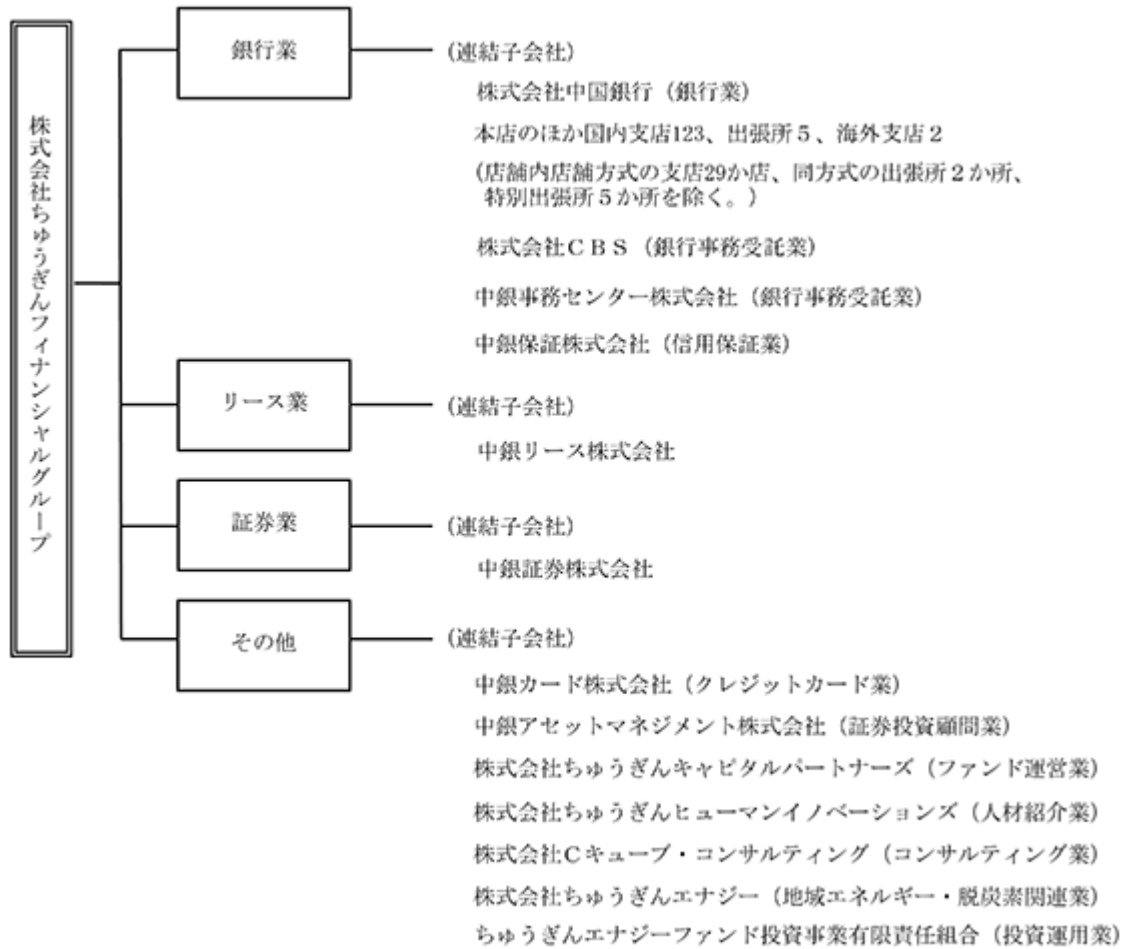 株式会社ちゅうぎんフィナンシャルグループ
銀行業
(連結子会社)
株式会社中国銀行（銀行業）
本店のほか国内支店123、出張所５、海外支店２
(店舗内店舗方式の支店29か店、同方式の出張所２か所、
特別出張所５か所を除く。)
株式会社ＣＢＳ（銀行事務受託業）
中銀事務センター株式会社（銀行事務受託業）
中銀保証株式会社（信用保証業）
リース業
(連結子会社)
中銀リース株式会社
証券業
(連結子会社)
中銀証券株式会社
その他
(連結子会社)
中銀カード株式会社（クレジットカード業）
中銀アセットマネジメント株式会社（証券投資顧問業）
株式会社ちゅうぎんキャピタルパートナーズ（ファンド運営業）
株式会社ちゅうぎんヒューマンイノベーションズ（人材紹介業）
株式会社Ｃキューブ・コンサルティング（コンサルティング業）
株式会社ちゅうぎんエナジー（地域エネルギー・脱炭素関連業）
ちゅうぎんエナジーファンド投資事業有限責任組合（投資運用業）